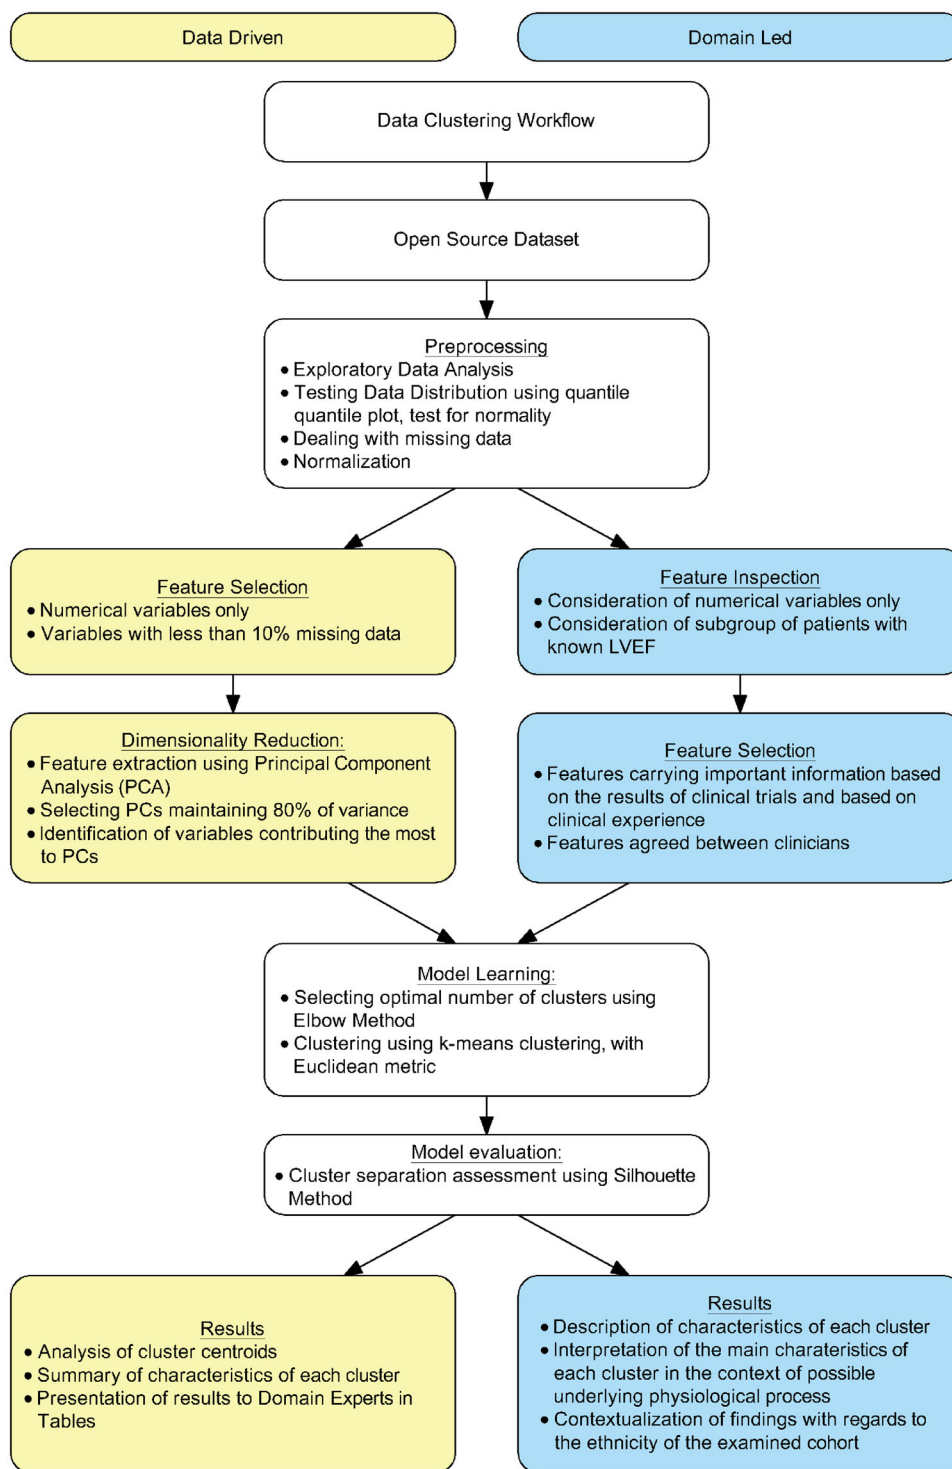 Data Driven
Domain Led
Data Clustering Workflow
Open Source Dataset
Preprocessing
• Exploratory Data Analysis
• Testing Data Distribution using quantile
quantile plot, test for normality
• Dealing with missing data
• Normalization
Feature Selection
• Numerical variables only
• Variables with less than 10% missing data
Feature Inspection
• Consideration of numerical variables only
• Consideration of subgroup of patients with
known LVEF
Dimensionality Reduction:
• Feature extraction using Principal Component
Analysis (PCA)
• Selecting PCs maintaining 80% of variance
• Identification of variables contributing the most
to PCs
Feature Selection
• Features carrying important information based
on the results of clinical trials and based on
clinical experience
• Features agreed between clinicians
Model Learning:
• Selecting optimal number of clusters using
Elbow Method
• Clustering using k-means clustering, with
Euclidean metric
Model evaluation:
• Cluster separation assessment using Silhouette
Method
Results
• Analysis of cluster centroids
• Summary of characteristics of each cluster
• Presentation of results to Domain Experts in
Tables
Results
• Description of characteristics of each cluster
• Interpretation of the main charateristics of
each cluster in the context of possible
underlying physiological process
• Contextualization of findings with regards to
the ethnicity of the examined cohort